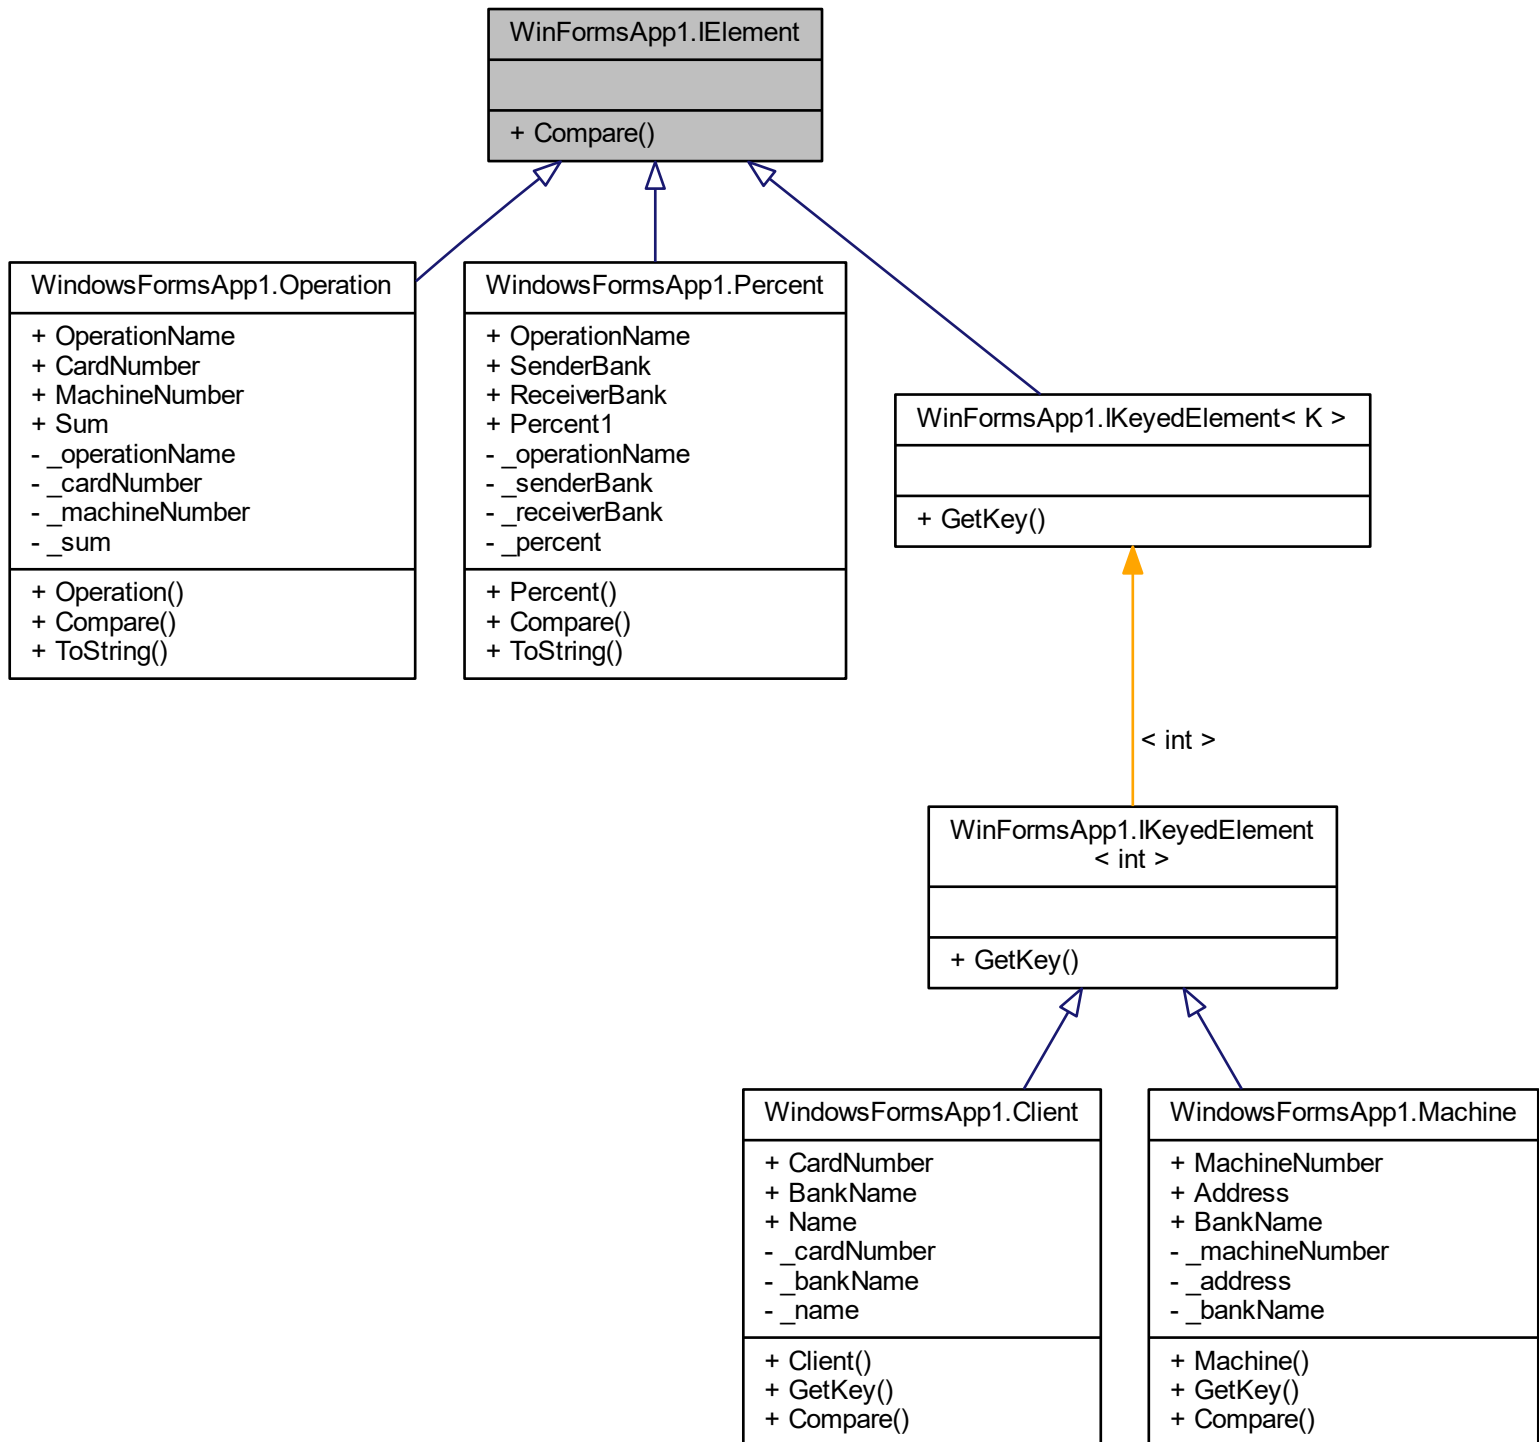 WinFormsApp1.IElement
+ Compare()
WindowsFormsApp1.Operation
+ OperationName
+ CardNumber
+ MachineNumber
+ Sum
- _operationName
- _cardNumber
- _machineNumber
- _sum
+ Operation()
+ Compare()
+ ToString()
WindowsFormsApp1.Percent
+ OperationName
+ SenderBank
+ ReceiverBank
+ Percent1
- _operationName
- _senderBank
- _receiverBank
- _percent
+ Percent()
+ Compare()
+ ToString()
WinFormsApp1.IKeyedElement< K >
+ GetKey()
< int >
WinFormsApp1.IKeyedElement
< int >
+ GetKey()
WindowsFormsApp1.Client
+ CardNumber
+ BankName
+ Name
- _cardNumber
- _bankName
- _name
+ Client()
+ GetKey()
+ Compare()
WindowsFormsApp1.Machine
+ MachineNumber
+ Address
+ BankName
- _machineNumber
- _address
- _bankName
+ Machine()
+ GetKey()
+ Compare()